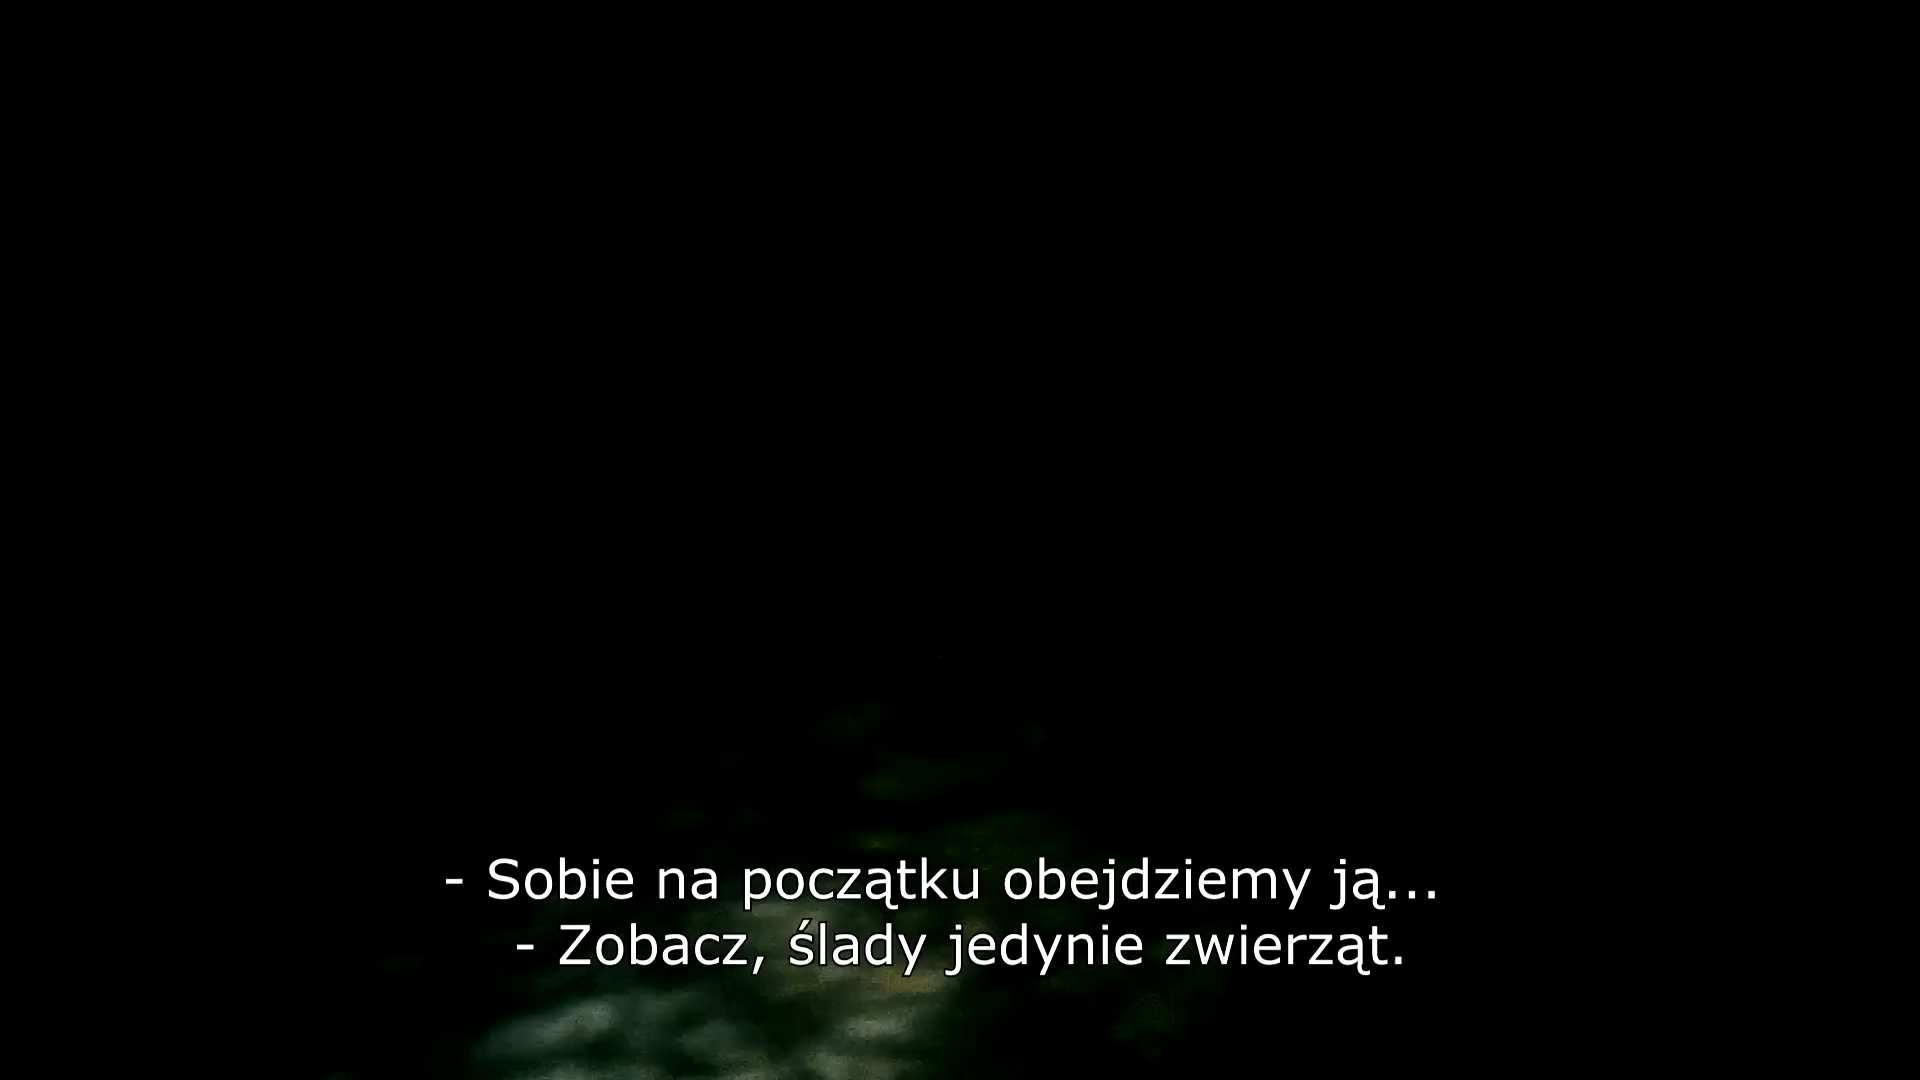 - Sobie na początku obejdziemy ją...
- Zobacz, ślady jedynie zwierząt.